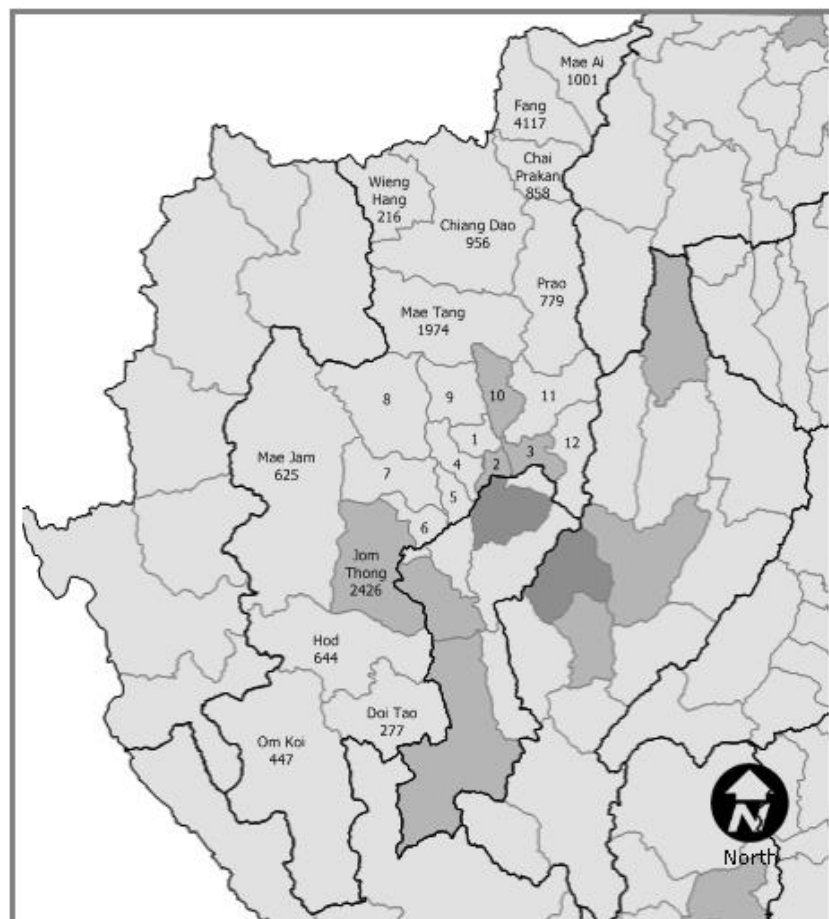 Mae Ai
1001
Fang
4117
Chai
Prakan
858
Wieng
Hang
216
Chiang Dao
956
Prao
779
Mae Tang
1974
8
9
10
11
1
12
3
2
4
7
5
6
Mae Jam
625
Jom
Thong
2426
Hod
644
Doi Tao
277
Om Koi
447
N
North